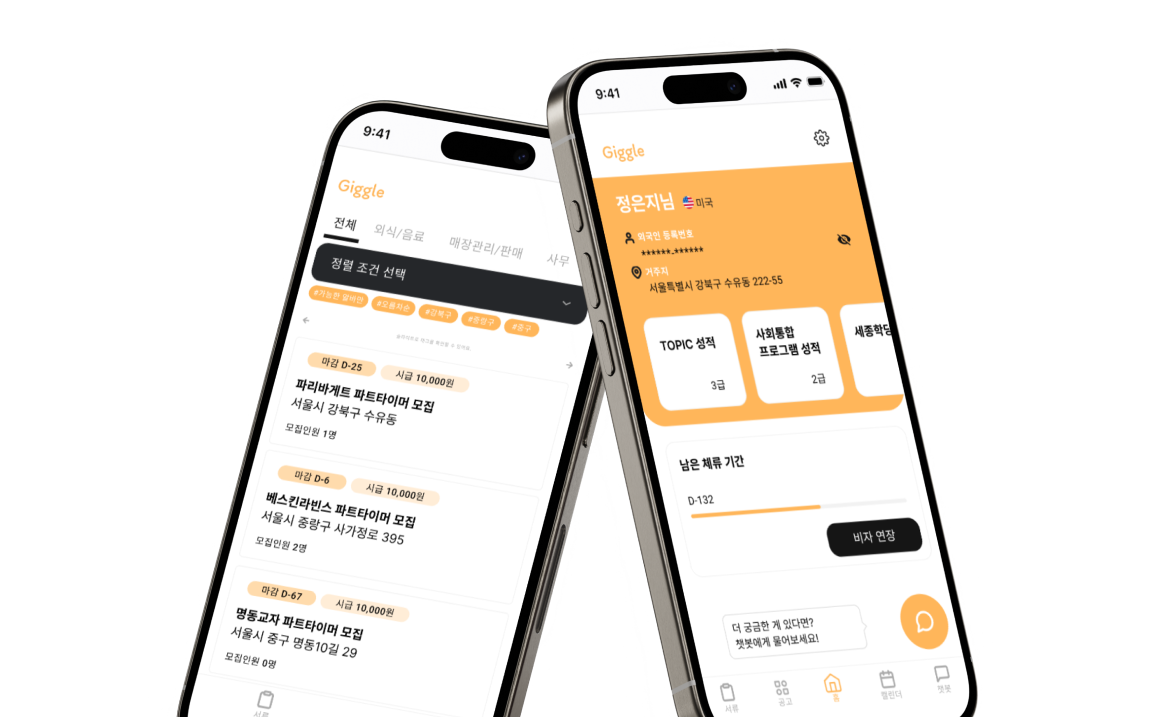 9:41
Giggle
전체 외식/음료 매장관리/판매 사무
정렬 조건 선택
#가능한 알바만 #오름차순 #강북구 #중랑구 #중구
마감 D-25 시급 10,000원
파리바게트 파트타이머 모집
서울시 강북구 수유동
모집인원 1명
마감 D-6 시급 10,000원
베스킨라빈스 파트타이머 모집
서울시 중랑구 사가정로 395
모집인원 2명
마감 D-67 시급 10,000원
명동교자 파트타이머 모집
서울시 중구 명동10길 29
모집인원 0명
서류
9:41
Giggle
정은지님 미국
외국인 등록번호
******-******
거주지
서울특별시 강북구 수유동 222-55
TOPIC 성적
3급
사회통합
프로그램 성적
2급
세종학당
남은 체류 기간
D-132
비자 연장
더 궁금한 게 있다면?
챗봇에게 물어보세요!
서류 공고 홈 캘린더 챗봇